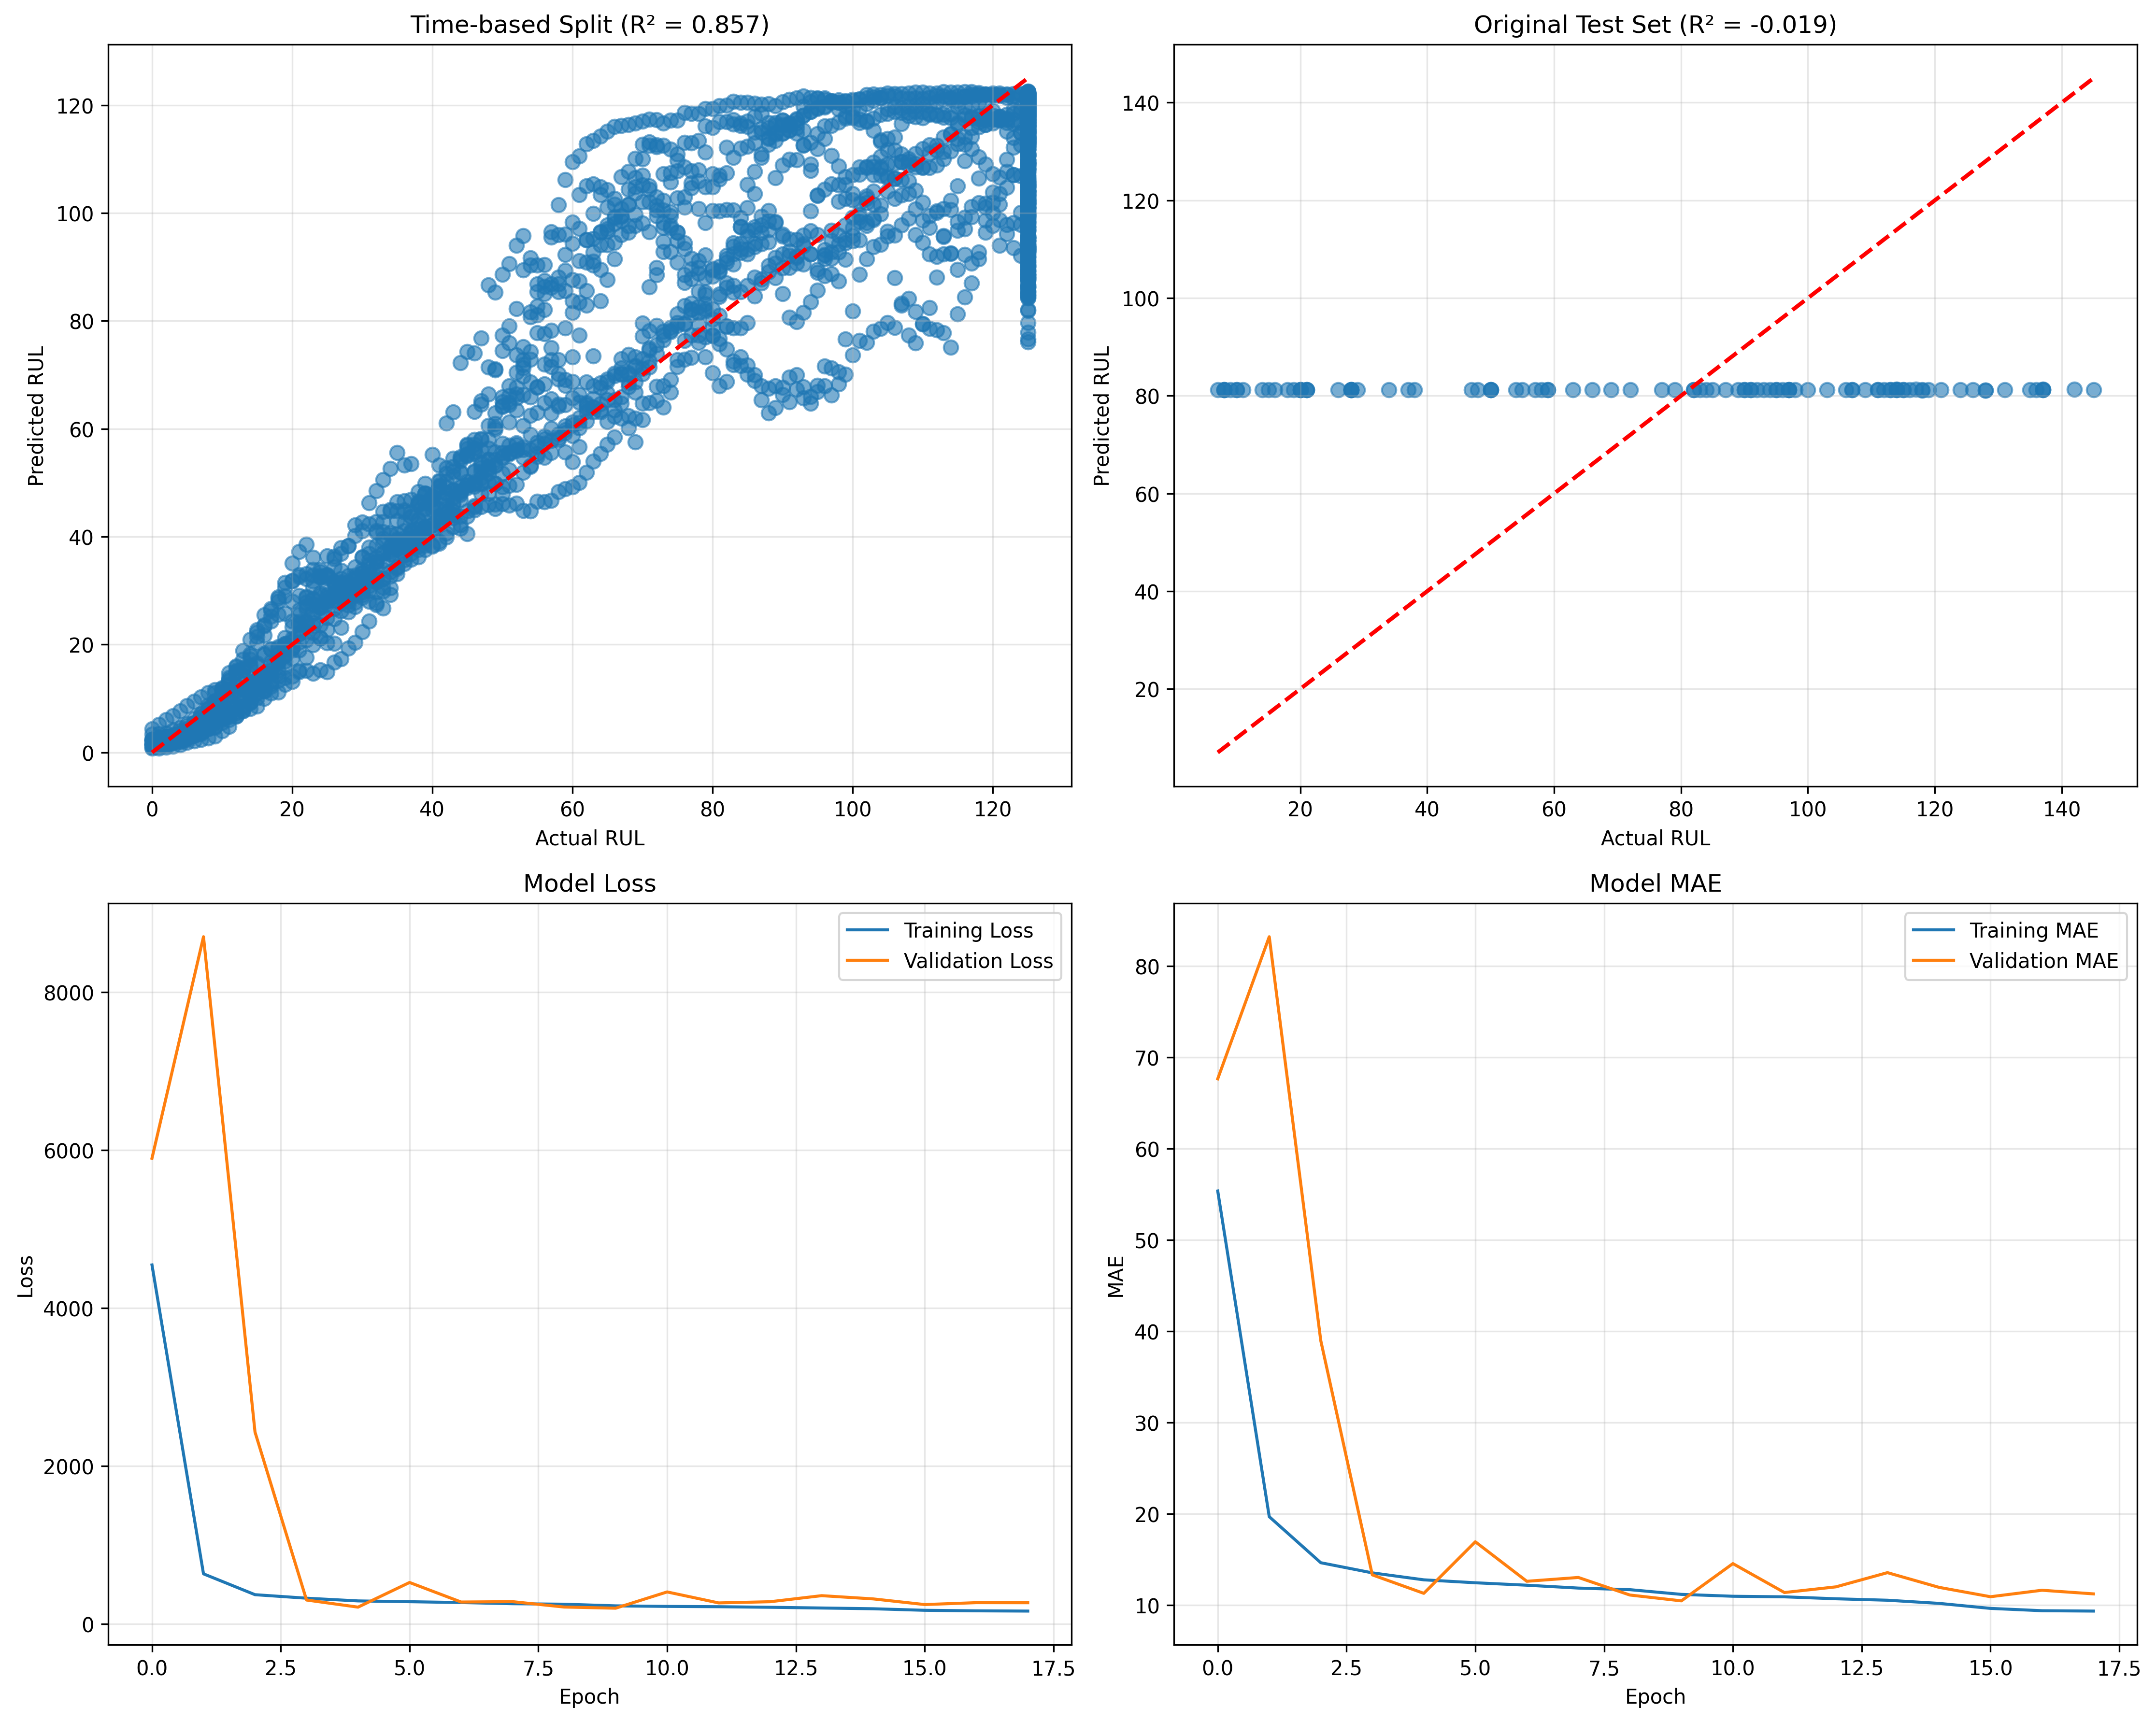 Time-based Split (R² = 0.857)
Predicted RUL
120
100
80
60
40
20
0
0 20 40 60 80 100 120
Actual RUL
Original Test Set (R² = -0.019)
Predicted RUL
140
120
100
80
60
40
20
20 40 60 80 100 120 140
Actual RUL
Model Loss
Training Loss
Validation Loss
Loss
8000
6000
4000
2000
0
0.0 2.5 5.0 7.5 10.0 12.5 15.0 17.5
Epoch
Model MAE
Training MAE
Validation MAE
MAE
80
70
60
50
40
30
20
10
0.0 2.5 5.0 7.5 10.0 12.5 15.0 17.5
Epoch